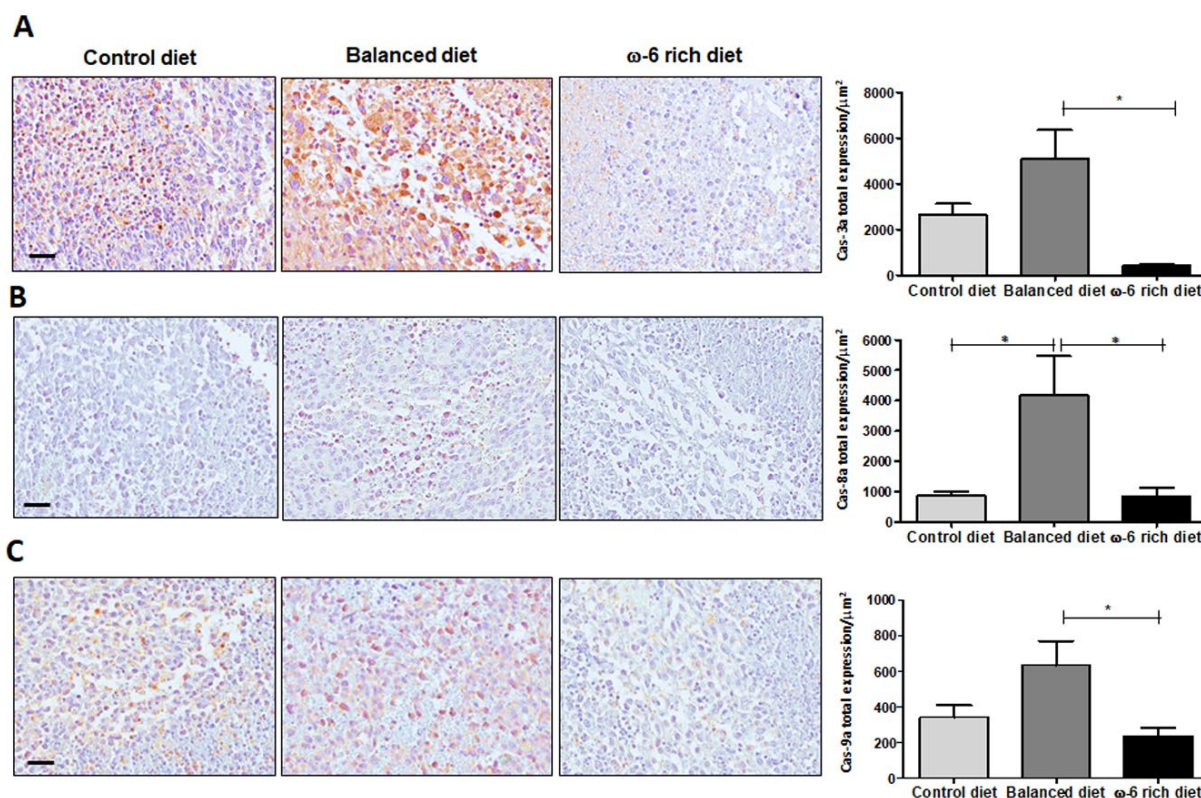 A
Control diet
Balanced diet
ω-6 rich diet
Cas-3a total expression/μm²
8000
6000
4000
2000
0
*
Control diet Balanced diet ω-6 rich diet
B
Cas-8a total expression/μm²
6000
5000
4000
3000
2000
1000
0
* *
Control diet Balanced diet ω-6 rich diet
C
Cas-9a total expression/μm²
1000
800
600
400
200
0
*
Control diet Balanced diet ω-6 rich diet